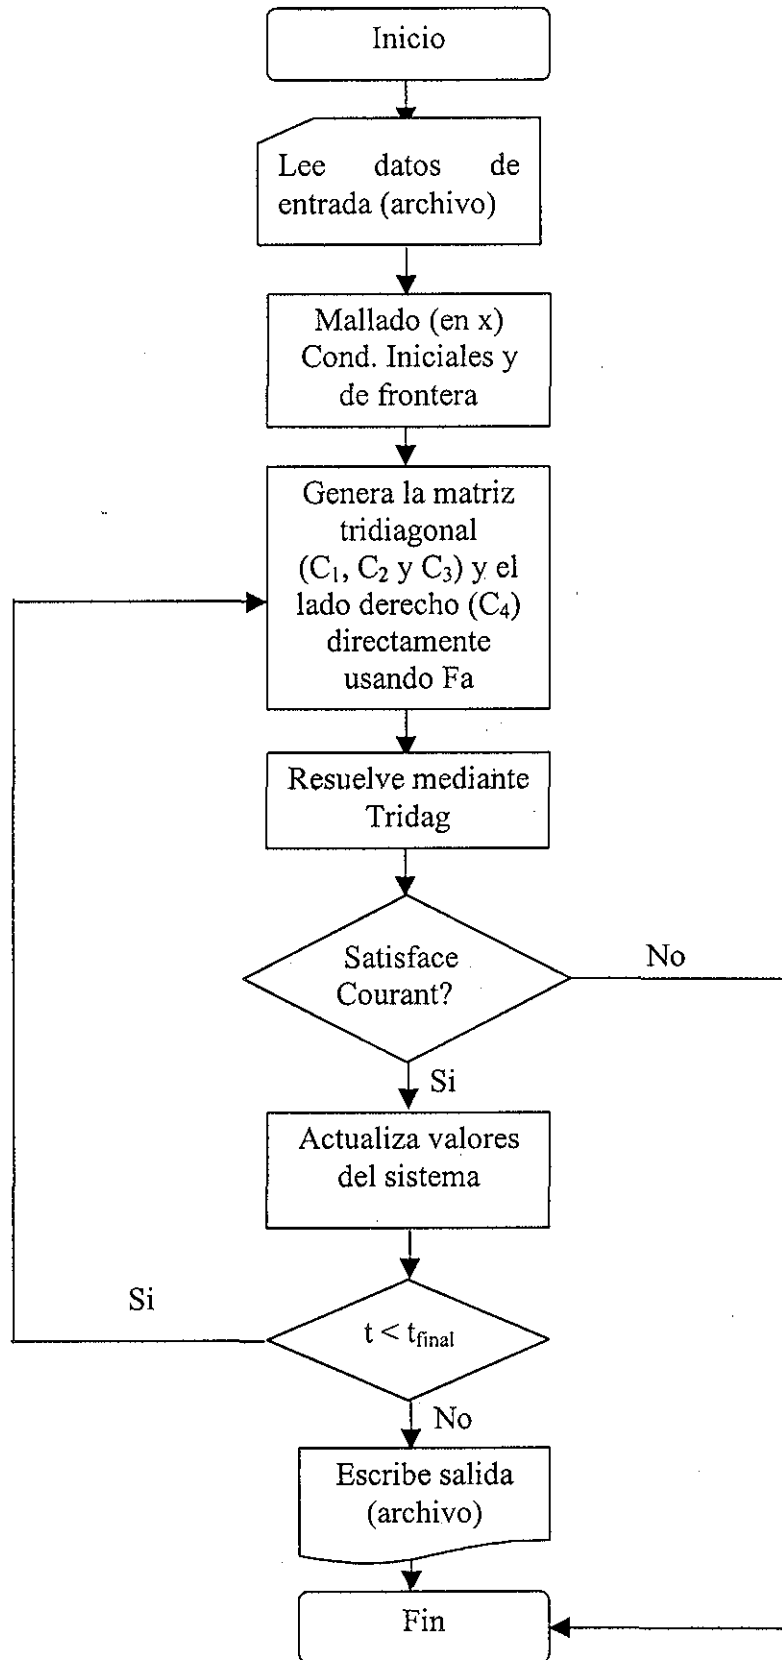 Inicio
Lee datos de
entrada (archivo)
Mallado (en x)
Cond. Iniciales y
de frontera
Genera la matriz
tridiagonal
(C₁, C₂ y C₃) y el
lado derecho (C₄)
directamente
usando Fa
Resuelve mediante
Tridag
Satisface
Courant?
No
Si
Actualiza valores
del sistema
Si
t < t_final
No
Escribe salida
(archivo)
Fin